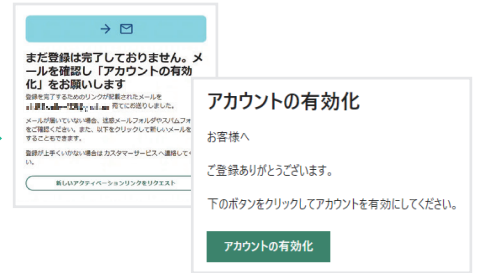 まだ登録は完了しておりません。メ
ールを確認し「アカウントの有効
化」をお願いします
登録を完了するためのリンクが記載されたメールを
宛てにお送りしました。
メールが届いていない場合、迷惑メールフォルダやスパムフォ
をご確認ください。また、以下をクリックして新しいメールを
することもできます。
登録が上手くいかない場合は カスタマーサービス へ連絡して
い。
新しいアクティベーションリンクをリクエスト
アカウントの有効化
お客様へ
ご登録ありがとうございます。
下のボタンをクリックしてアカウントを有効にしてください。
アカウントの有効化